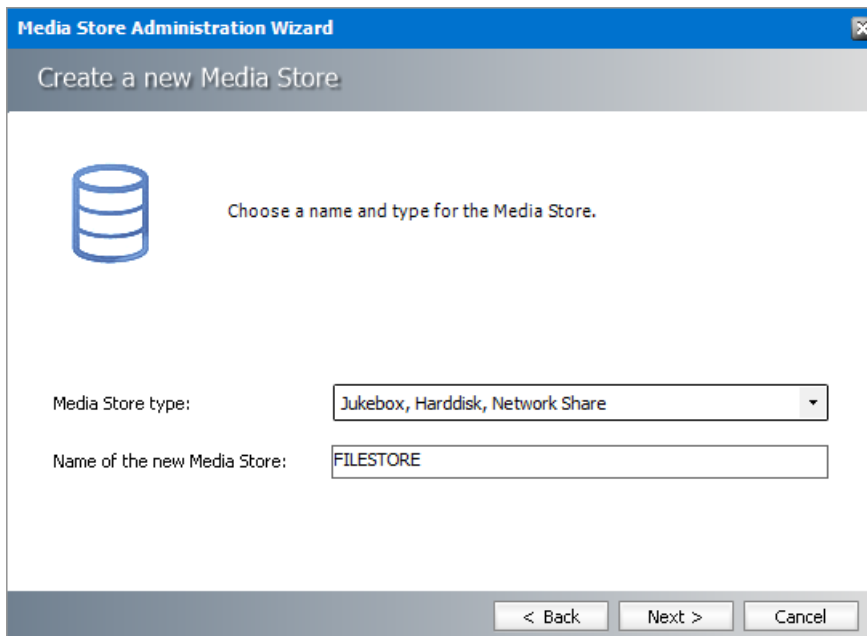 Media Store Administration Wizard
Create a new Media Store
Choose a name and type for the Media Store.
Media Store type: Jukebox, Harddisk, Network Share
Name of the new Media Store: FILESTORE
< Back Next > Cancel